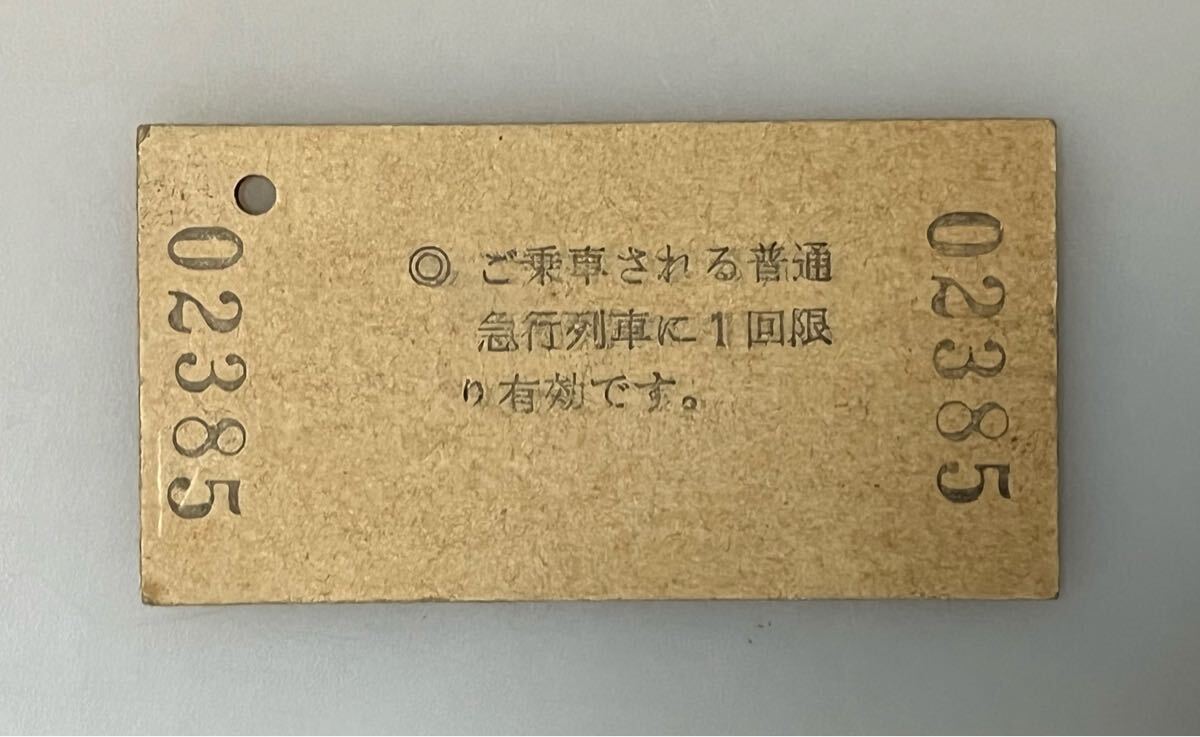 02385
◎ ご乗車される普通
急行列車に1回限
り有効です。
02385